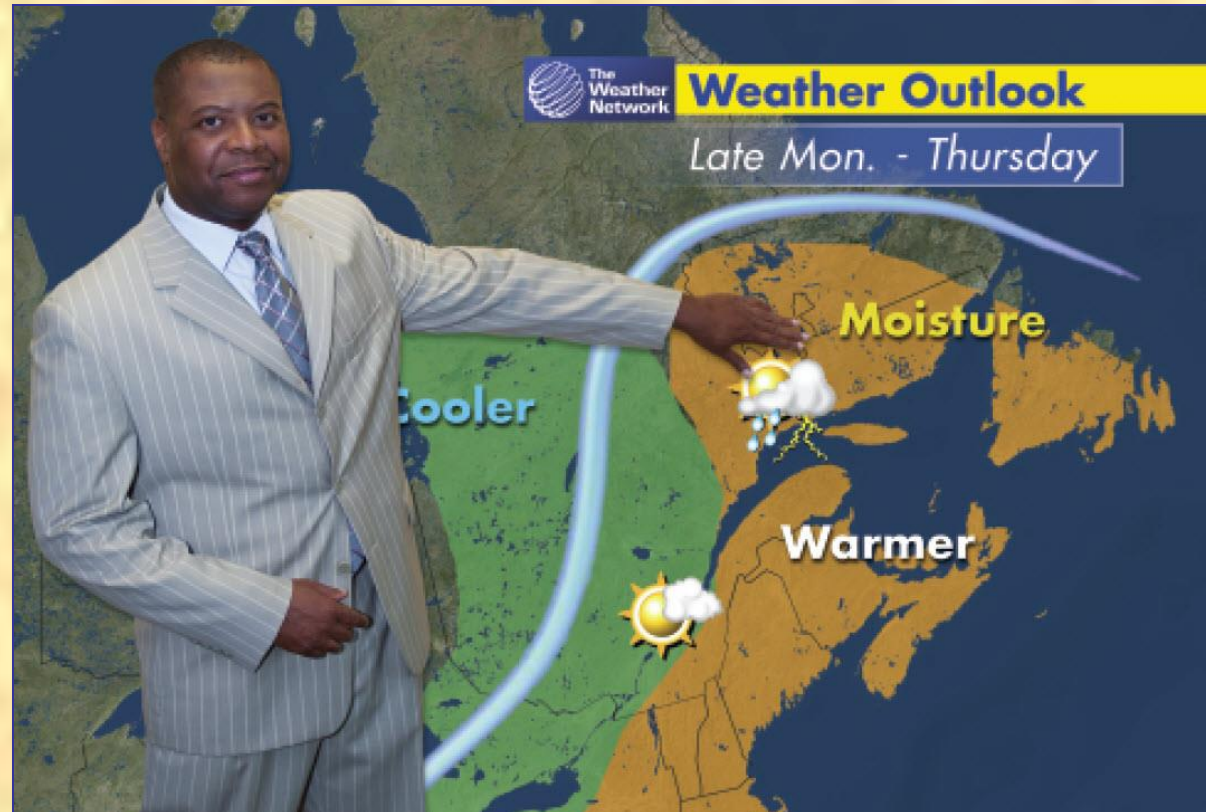 The
Weather
Network
Weather Outlook
Late Mon. - Thursday
Moisture
Cooler
Warmer